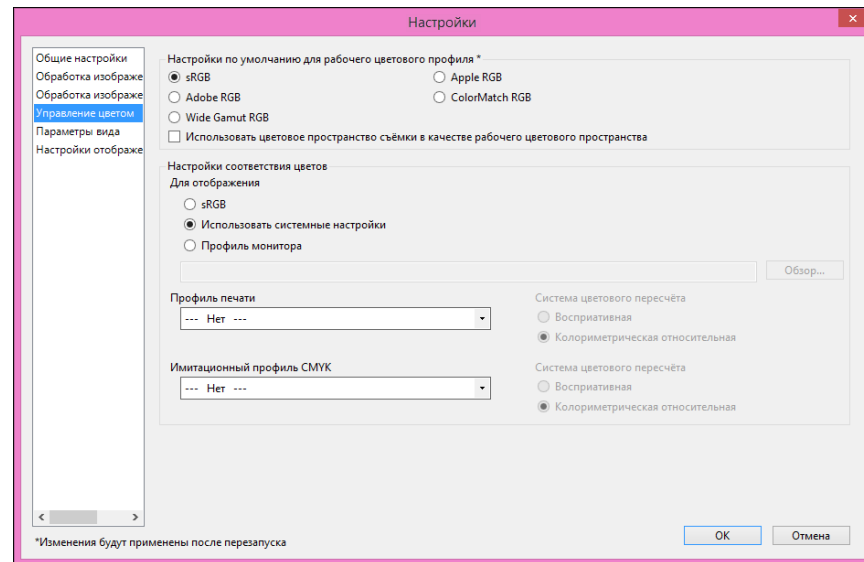 Настройки
Общие настройки
Обработка изображе
Обработка изображе
Управление цветом
Параметры вида
Настройки отображе
Настройки по умолчанию для рабочего цветового профиля *
sRGB
Apple RGB
Adobe RGB
ColorMatch RGB
Wide Gamut RGB
Использовать цветовое пространство съёмки в качестве рабочего цветового пространства
Настройки соответствия цветов
Для отображения
sRGB
Использовать системные настройки
Профиль монитора
Обзор...
Профиль печати
Система цветового пересчёта
--- Нет ---
Восприативная
Колориметрическая относительная
Имитационный профиль CMYK
Система цветового пересчёта
--- Нет ---
Восприативная
Колориметрическая относительная
*Изменения будут применены после перезапуска
OK
Отмена